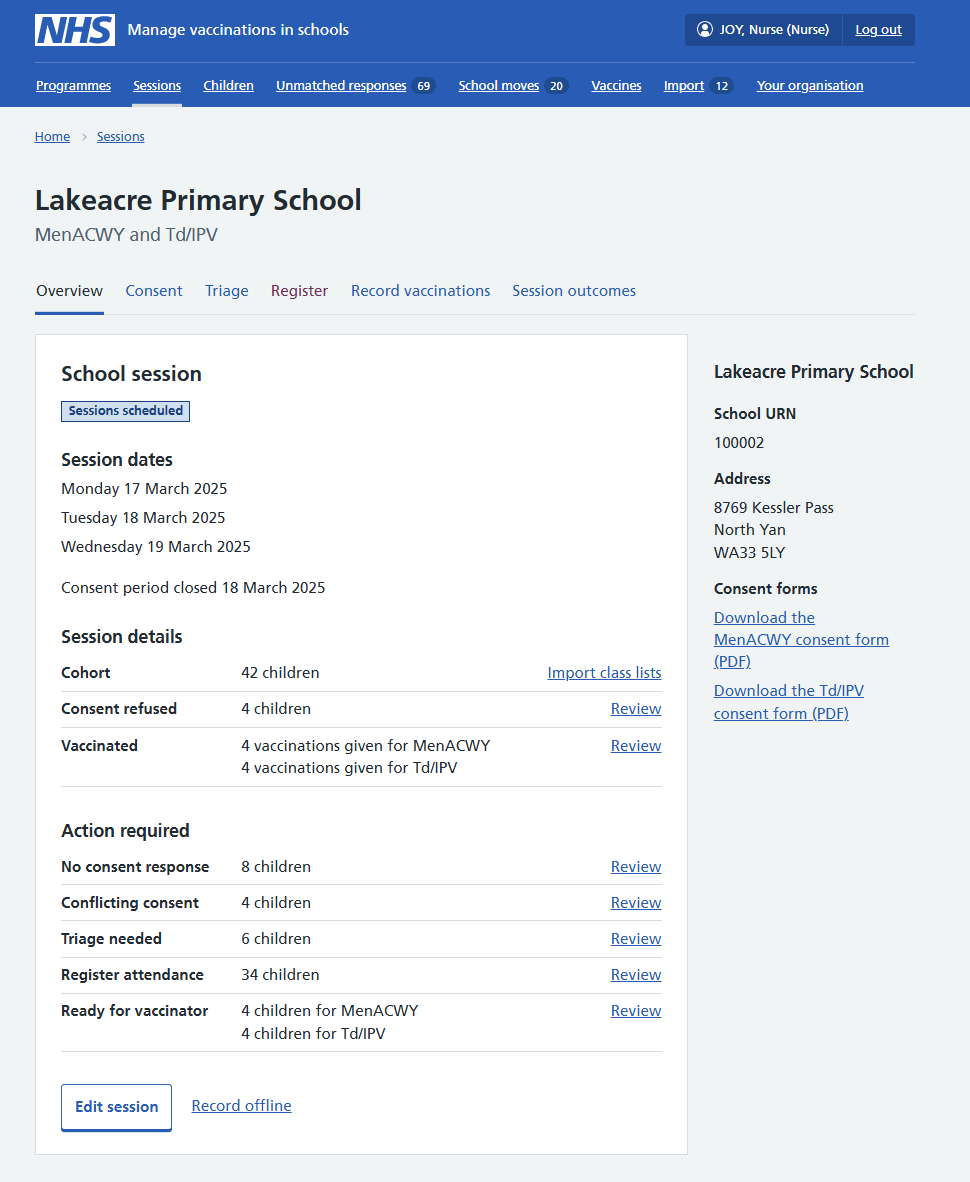 NHS Manage vaccinations in schools JOY, Nurse (Nurse) Log out
Programmes Sessions Children Unmatched responses 69 School moves 20 Vaccines Import 12 Your organisation
Home > Sessions
Lakeacre Primary School
MenACWY and Td/IPV
Overview Consent Triage Register Record vaccinations Session outcomes
School session
Sessions scheduled
Session dates
Monday 17 March 2025
Tuesday 18 March 2025
Wednesday 19 March 2025
Consent period closed 18 March 2025
Session details
Cohort 42 children Import class lists
Consent refused 4 children Review
Vaccinated 4 vaccinations given for MenACWY Review
4 vaccinations given for Td/IPV
Action required
No consent response 8 children Review
Conflicting consent 4 children Review
Triage needed 6 children Review
Register attendance 34 children Review
Ready for vaccinator 4 children for MenACWY Review
4 children for Td/IPV
Edit session Record offline
Lakeacre Primary School
School URN
100002
Address
8769 Kessler Pass
North Yan
WA33 5LY
Consent forms
Download the
MenACWY consent form
(PDF)
Download the Td/IPV
consent form (PDF)